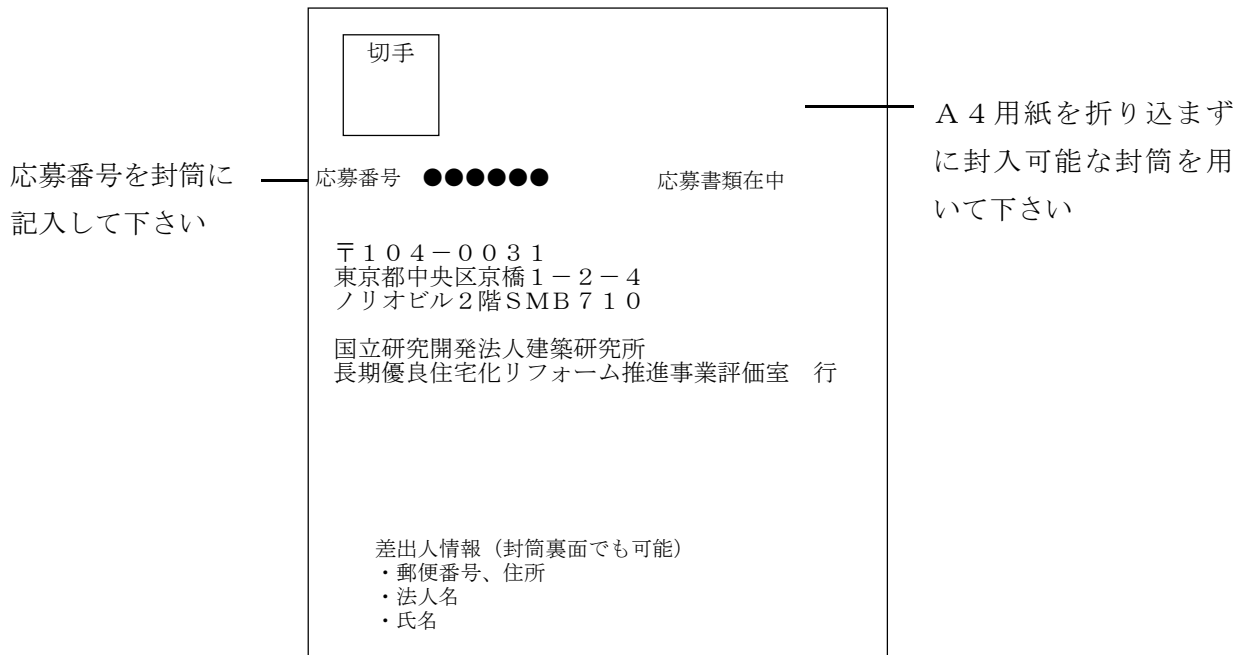 切手
応募番号を封筒に
記入して下さい
応募番号 ●●●●●● 応募書類在中
Ａ４用紙を折り込まず
に封入可能な封筒を用
いて下さい
〒１０４－００３１
東京都中央区京橋１－２－４
ノリオビル２階ＳＭＢ７１０
国立研究開発法人建築研究所
長期優良住宅化リフォーム推進事業評価室　行
差出人情報（封筒裏面でも可能）
・郵便番号、住所
・法人名
・氏名